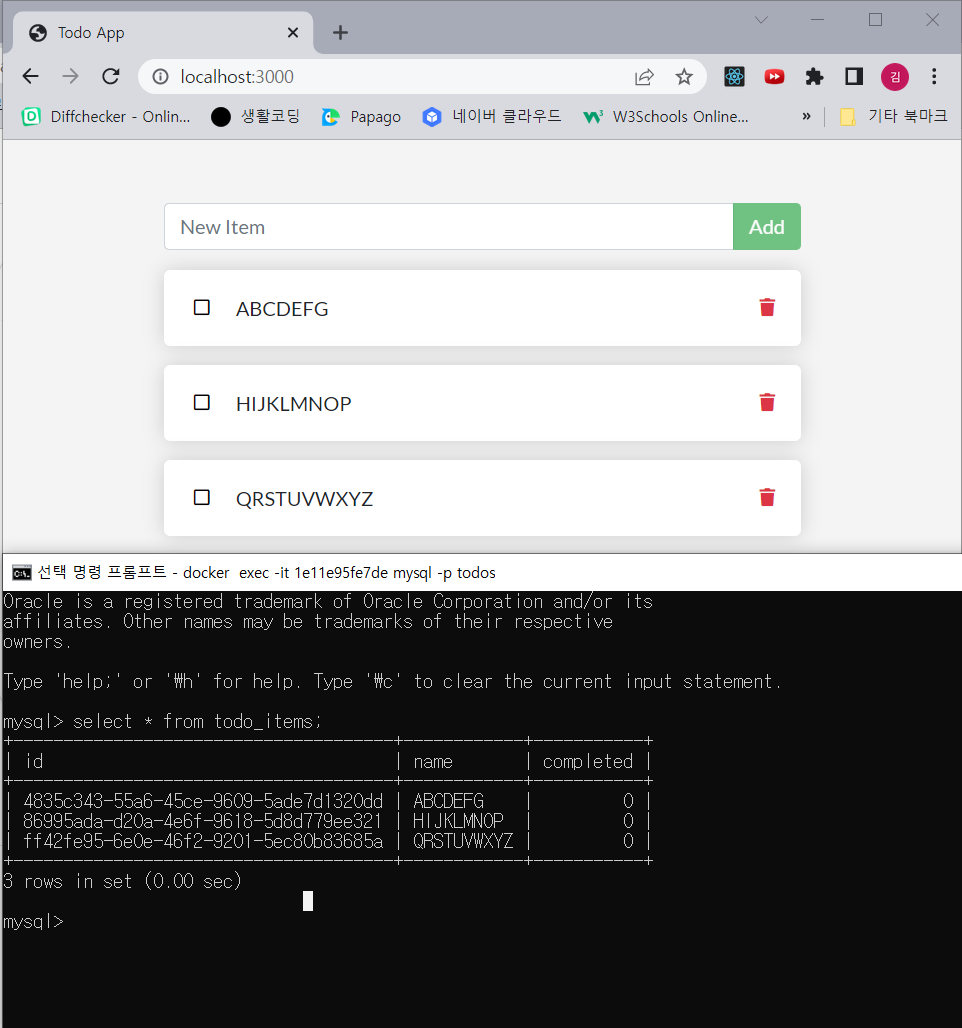 Todo App
localhost:3000
김
Diffchecker - Onlin... 생활코딩 Papago 네이버 클라우드 W3Schools Online... » 기타 북마크
New Item Add
ABCDEFG
HIJKLMNOP
QRSTUVWXYZ
선택 명령 프롬프트 - docker  exec -it 1e11e95fe7de mysql -p todos
Oracle is a registered trademark of Oracle Corporation and/or its
affiliates. Other names may be trademarks of their respective
owners.
Type 'help;' or '₩h' for help. Type '₩c' to clear the current input statement.
mysql> select * from todo_items;
+--------------------------------------+------------+-----------+
| id                                   | name       | completed |
+--------------------------------------+------------+-----------+
| 4835c343-55a6-45ce-9609-5ade7d1320dd | ABCDEFG    |         0 |
| 86995ada-d20a-4e6f-9618-5d8d779ee321 | HIJKLMNOP  |         0 |
| ff42fe95-6e0e-46f2-9201-5ec80b83685a | QRSTUVWXYZ |         0 |
+--------------------------------------+------------+-----------+
3 rows in set (0.00 sec)
mysql>